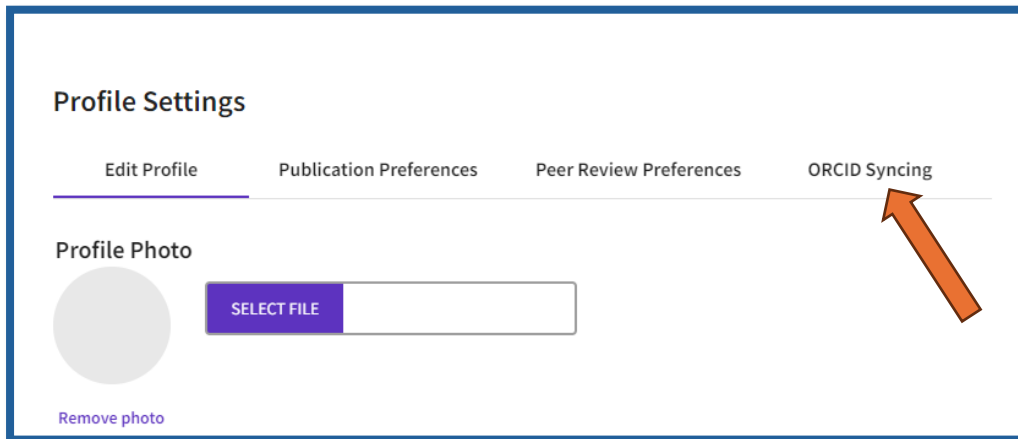 Profile Settings
Edit Profile Publication Preferences Peer Review Preferences ORCID Syncing
Profile Photo
SELECT FILE
Remove photo